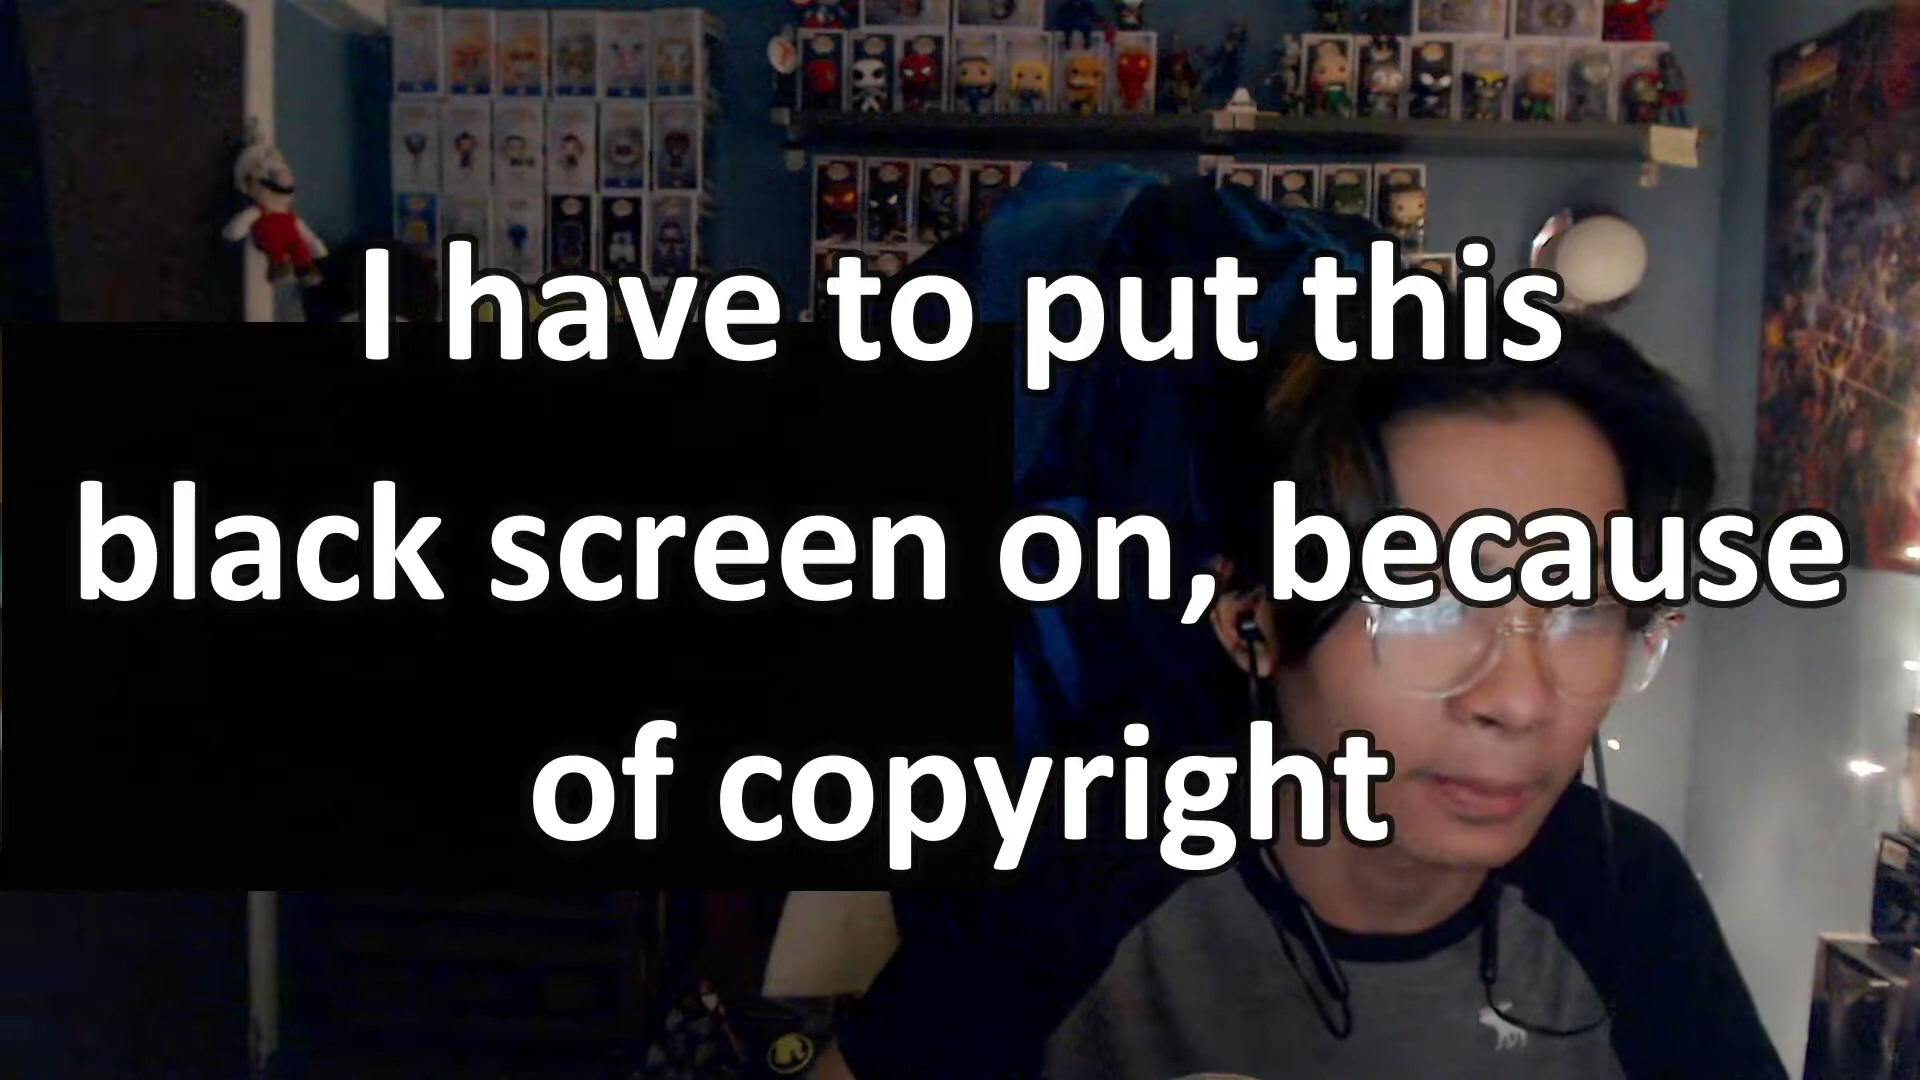 I have to put this
black screen on, because
of copyright